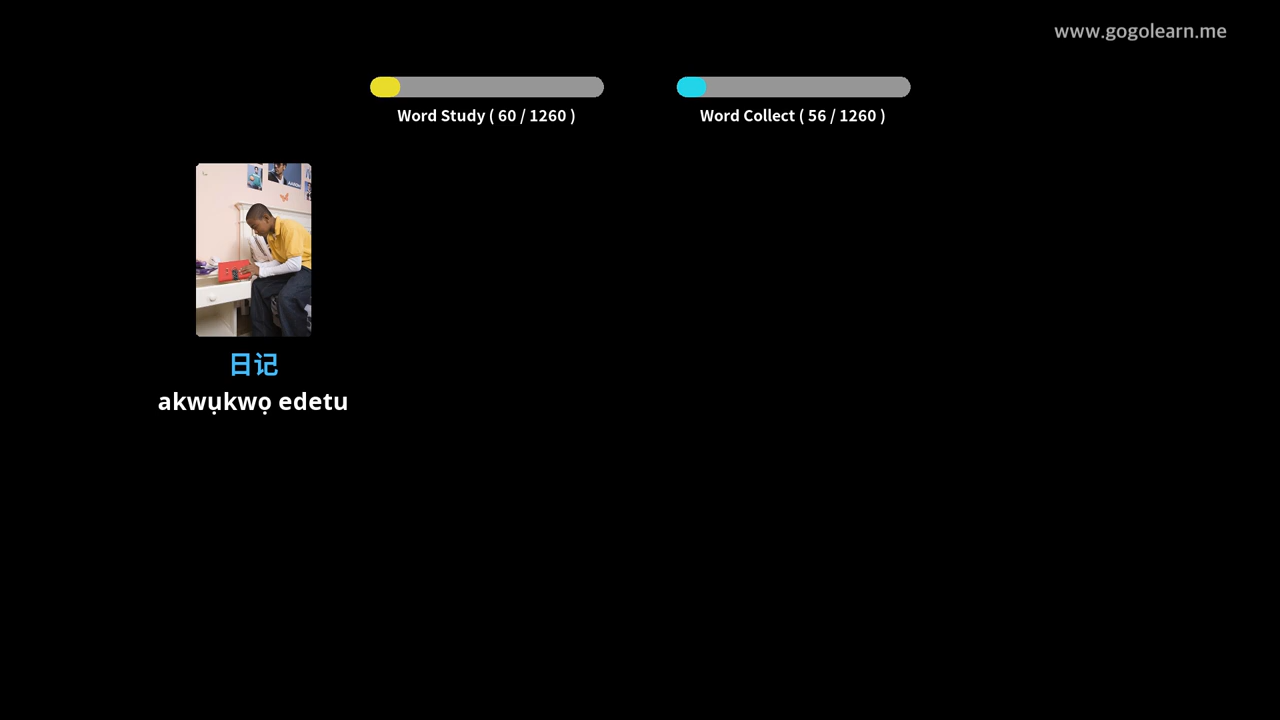 www.gogolearn.me
Word Study ( 60 / 1260 )
Word Collect ( 56 / 1260 )
日记
akwụkwọ edetu